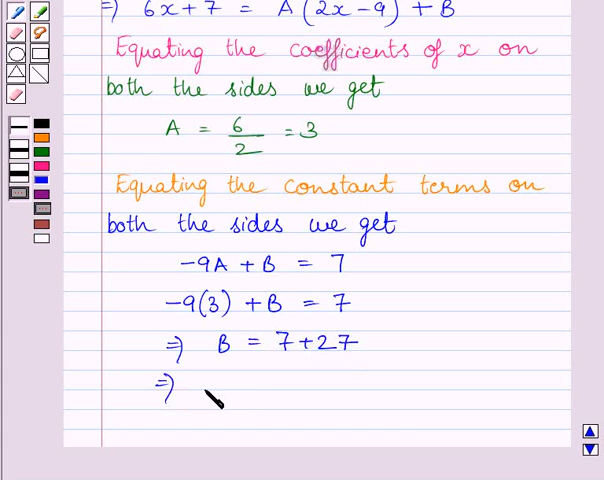 ⇒ 6x + 7 = A (2x - 9) + B
Equating the coefficients of x on
both the sides we get
A = 6/2 = 3
Equating the constant terms on
both the sides we get
-9A + B = 7
-9(3) + B = 7
⇒ B = 7 + 27
⇒